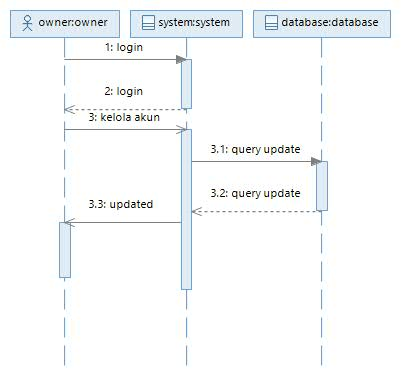 owner:owner
system:system
database:database
1: login
2: login
3: kelola akun
3.1: query update
3.2: query update
3.3: updated